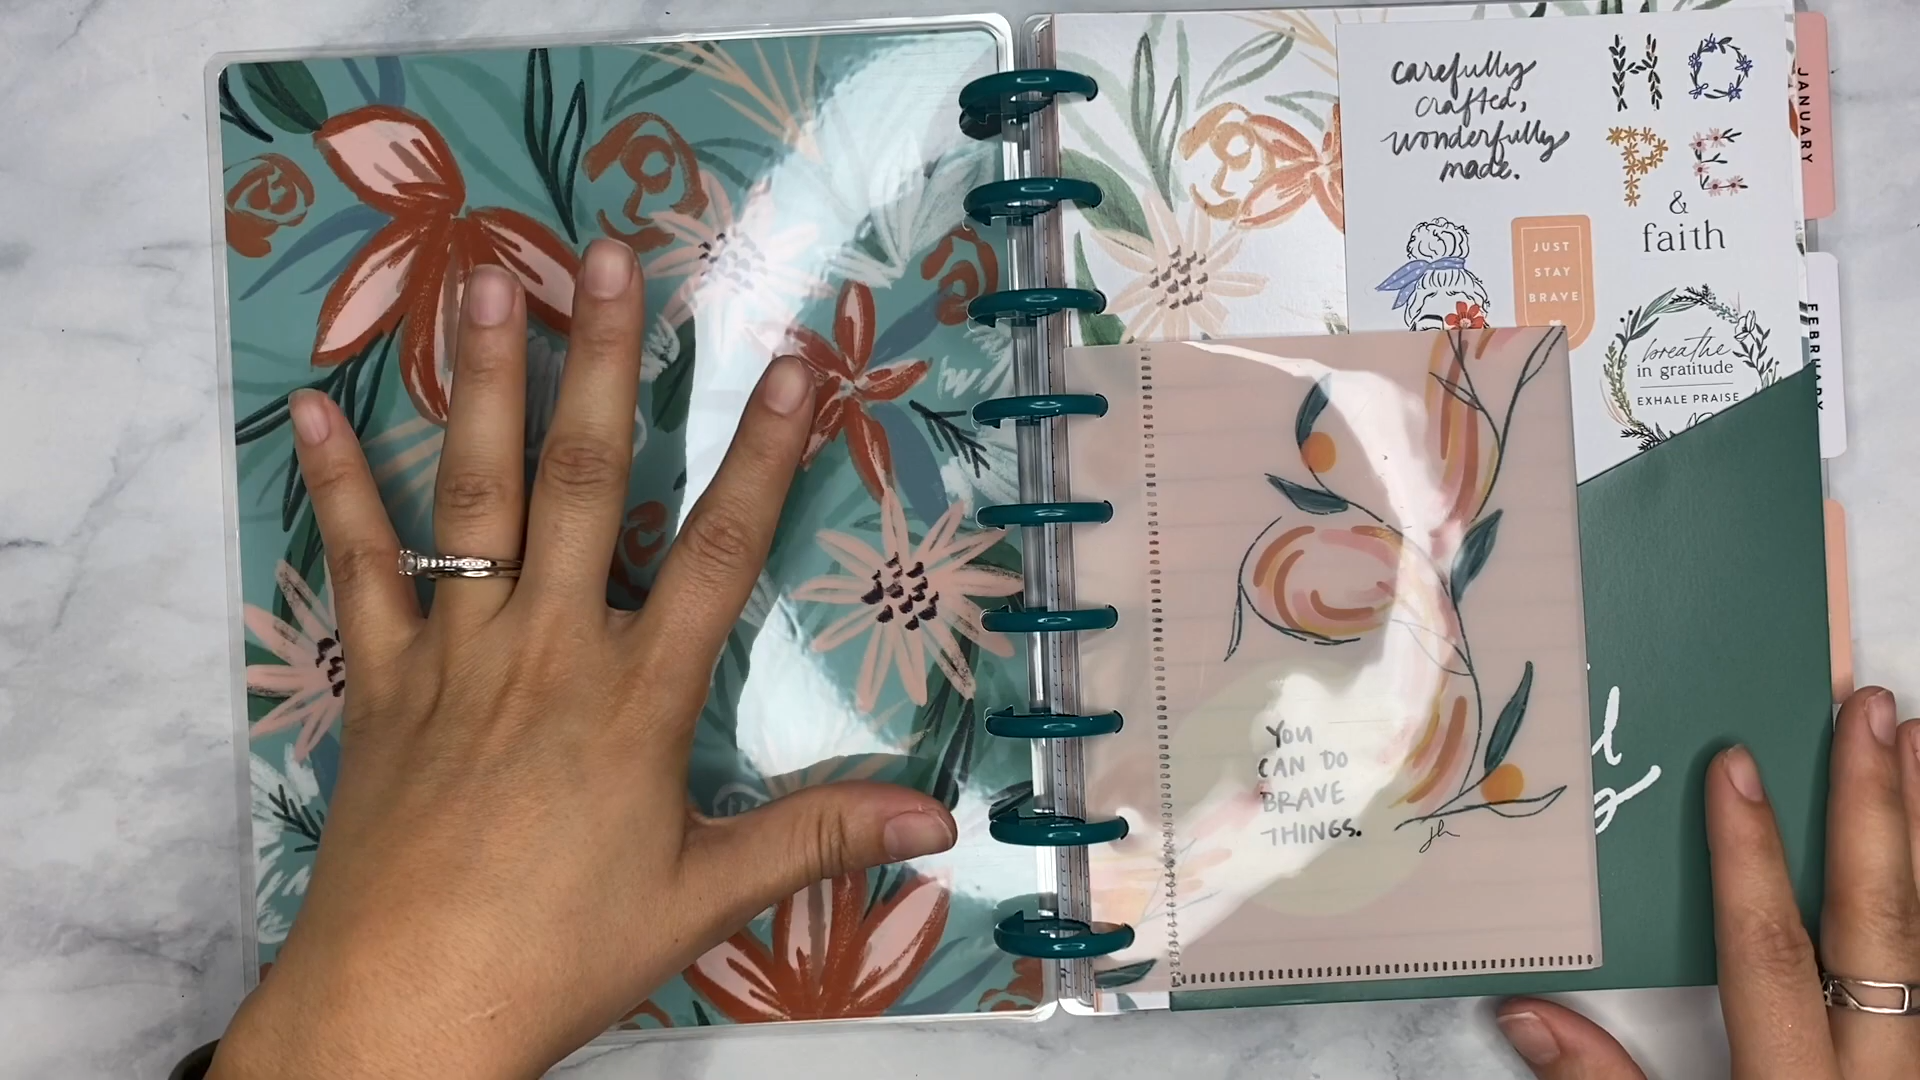 carefully
crafted,
wonderfully
made.
HO
PE
&
faith
JUST
STAY
BRAVE
breathe
in gratitude
EXHALE PRAISE
JANUARY
FEBRUARY
YOU
CAN DO
BRAVE
THINGS.
jh